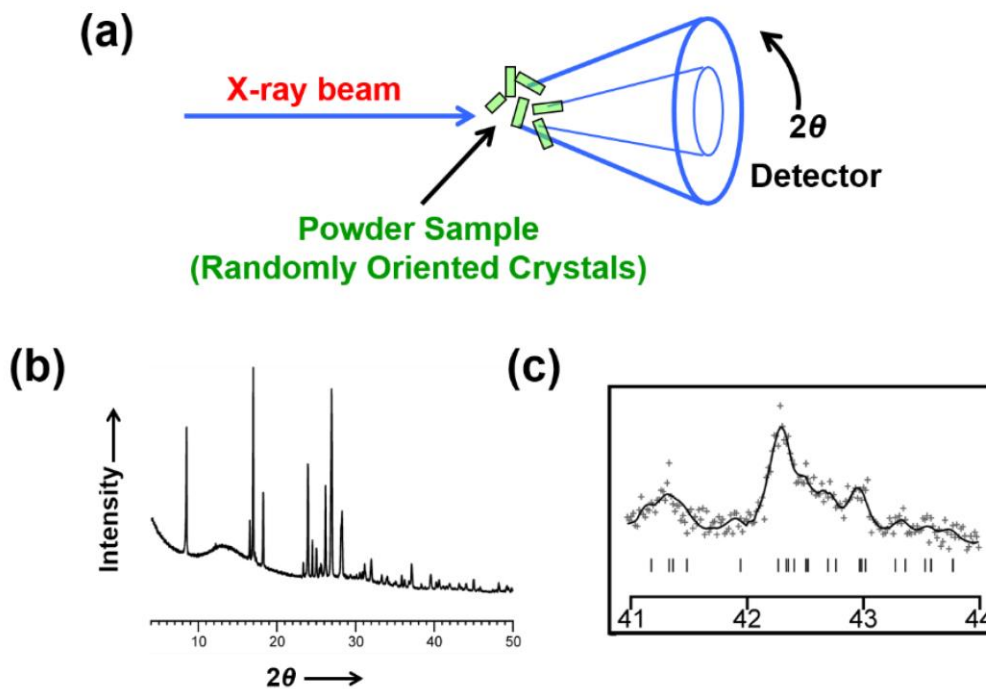 (a)
X-ray beam
2θ
Detector
Powder Sample
(Randomly Oriented Crystals)
(b)
Intensity
10 20 30 40 50
2θ
(c)
41 42 43 44